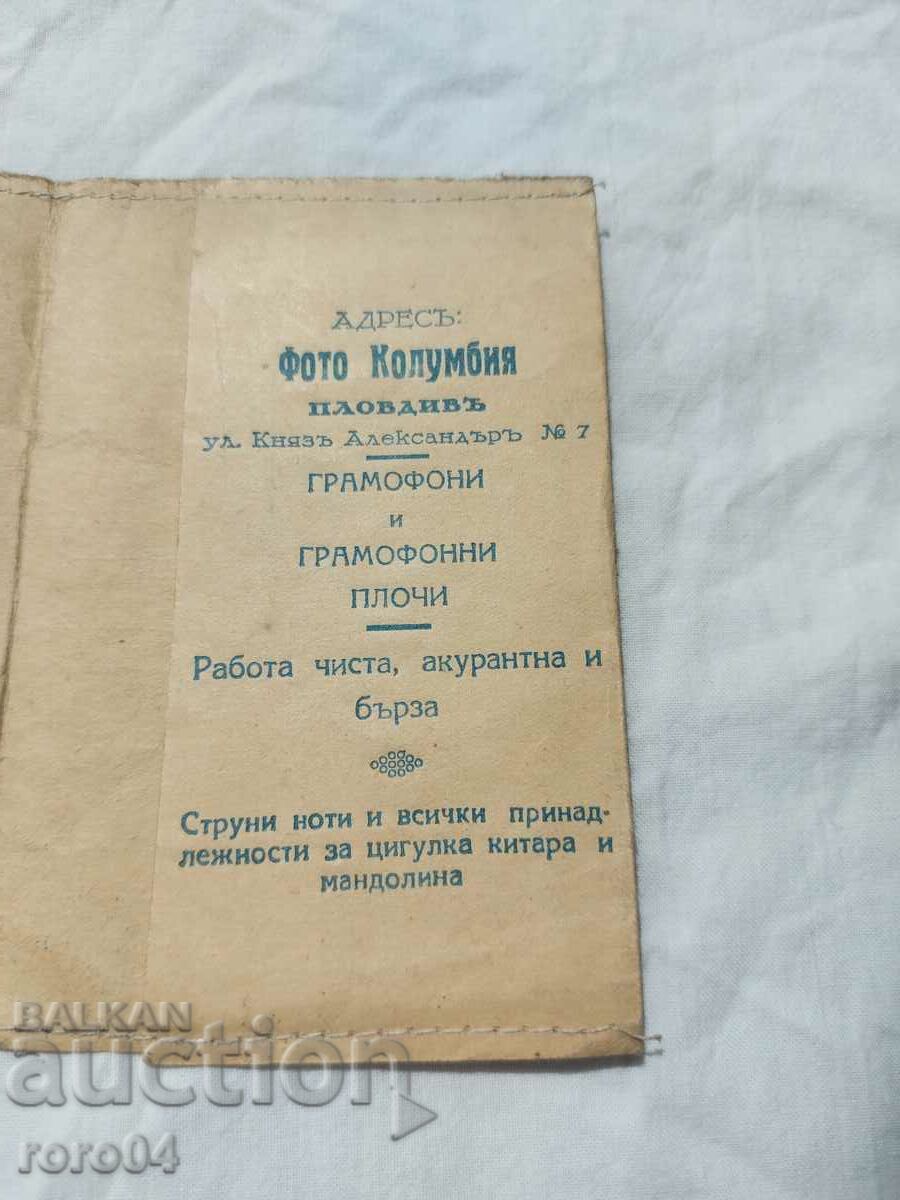 АДРЕСЪ:
Фото Колумбия
ПЛОВДИВЪ
ул. Князъ Александъръ № 7
ГРАМОФОНИ
и
ГРАМОФОННИ
ПЛОЧИ
Работа чиста, акурантна и
бърза
Струни ноти и всички принад-
лежности за цигулка китара и
мандолина
BALKAN
auction
roro04